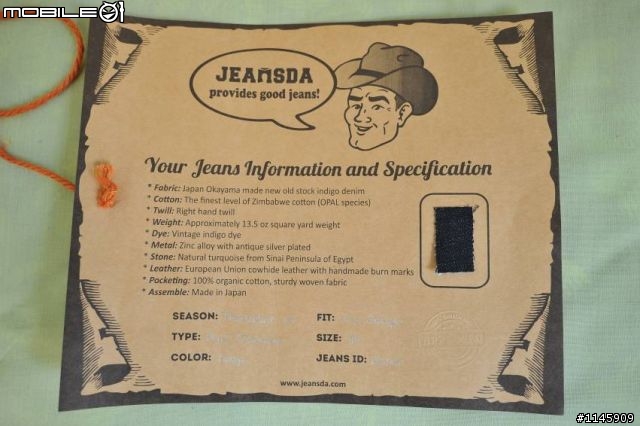 MOBILE01
JEANSDA
provides good jeans!
Your Jeans Information and Specification
* Fabric: Japan Okayama made new old stock indigo denim
* Cotton: The finest level of Zimbabwe cotton (OPAL species)
* Twill: Right hand twill
* Weight: Approximately 13.5 oz square yard weight
* Dye: Vintage indigo dye
* Metal: Zinc alloy with antique silver plated
* Stone: Natural turquoise from Sinai Peninsula of Egypt
* Leather: European Union cowhide leather with handmade burn marks
* Pocketing: 100% organic cotton, sturdy woven fabric
* Assemble: Made in Japan
SEASON: FIT:
TYPE: SIZE:
COLOR: JEANS ID:
www.jeansda.com
#1145909